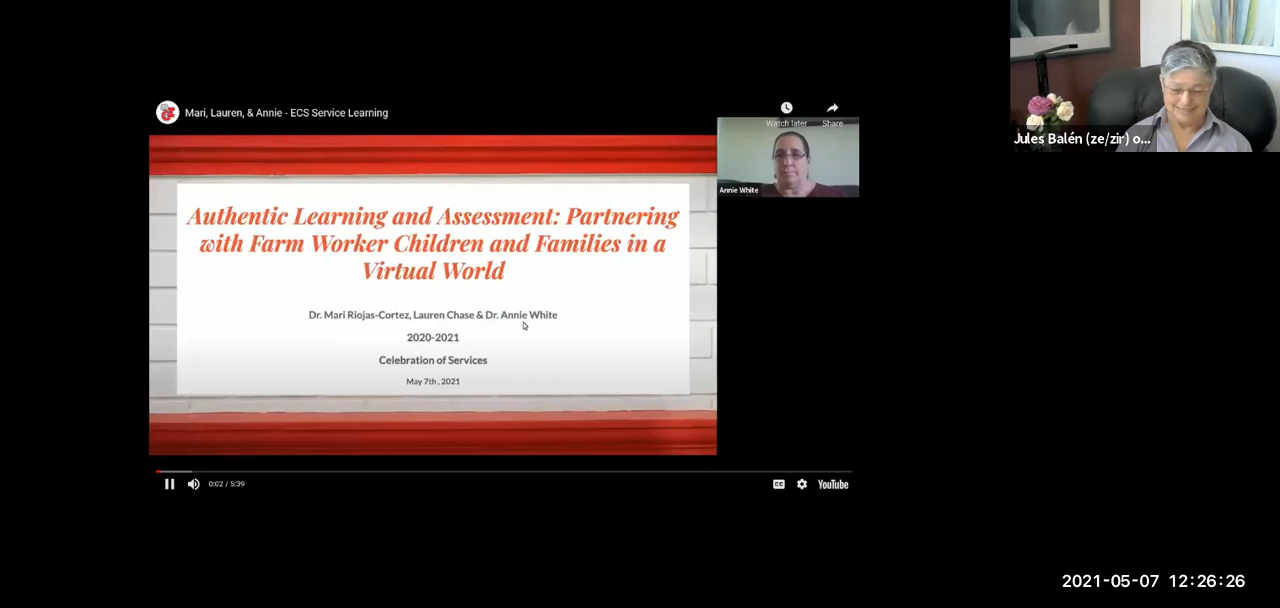 Mari, Lauren, & Annie - ECS Service Learning
Watch later
Share
Annie White
Jules Balén (ze/zir) o...
Authentic Learning and Assessment: Partnering
with Farm Worker Children and Families in a
Virtual World
Dr. Mari Riojas-Cortez, Lauren Chase & Dr. Annie White
2020-2021
Celebration of Services
May 7th, 2021
0:02 / 5:39
CC
YouTube
2021-05-07 12:26:26